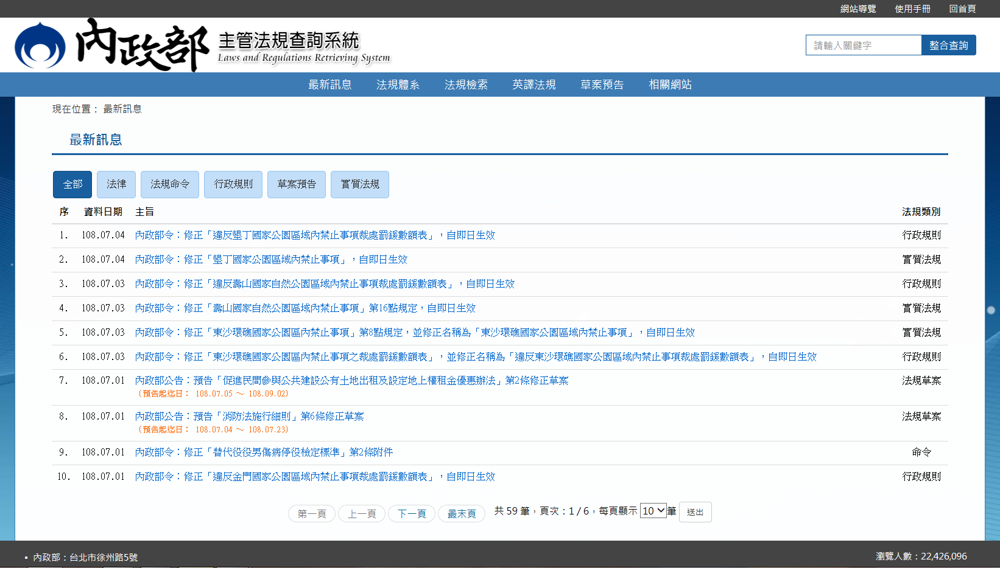 網站導覽 使用手冊 回首頁
內政部 主管法規查詢系統
Laws and Regulations Retrieving System
請輸入關鍵字 整合查詢
最新訊息 法規體系 法規檢索 英譯法規 草案預告 相關網站
現在位置： 最新訊息
最新訊息
全部 法律 法規命令 行政規則 草案預告 實質法規
序 資料日期 主旨 法規類別
1. 108.07.04 內政部令：修正「違反墾丁國家公園區域內禁止事項裁處罰鍰數額表」，自即日生效 行政規則
2. 108.07.04 內政部令：修正「墾丁國家公園區域內禁止事項」，自即日生效 實質法規
3. 108.07.03 內政部令：修正「違反壽山國家自然公園區域內禁止事項裁處罰鍰數額表」，自即日生效 行政規則
4. 108.07.03 內政部令：修正「壽山國家自然公園區域內禁止事項」第16點規定，自即日生效 實質法規
5. 108.07.03 內政部令：修正「東沙環礁國家公園區內禁止事項」第8點規定，並修正名稱為「東沙環礁國家公園區域內禁止事項」，自即日生效 實質法規
6. 108.07.03 內政部令：修正「東沙環礁國家公園區內禁止事項之裁處罰鍰數額表」，並修正名稱為「違反東沙環礁國家公園區域內禁止事項裁處罰鍰數額表」，自即日生效 行政規則
7. 108.07.01 內政部公告：預告「促進民間參與公共建設公有土地出租及設定地上權租金優惠辦法」第2條修正草案 法規草案
〔預告起迄日： 108.07.05 ～ 108.09.02〕
8. 108.07.01 內政部公告：預告「消防法施行細則」第6條修正草案 法規草案
〔預告起迄日： 108.07.04 ～ 108.07.23〕
9. 108.07.01 內政部令：修正「替代役役男傷病停役檢定標準」第2條附件 命令
10. 108.07.01 內政部令：修正「違反金門國家公園區域內禁止事項裁處罰鍰數額表」，自即日生效 行政規則
第一頁 上一頁 下一頁 最末頁 共 59 筆，頁次：1 / 6，每頁顯示 10 筆 送出
• 內政部：台北市徐州路5號 瀏覽人數：22,426,096